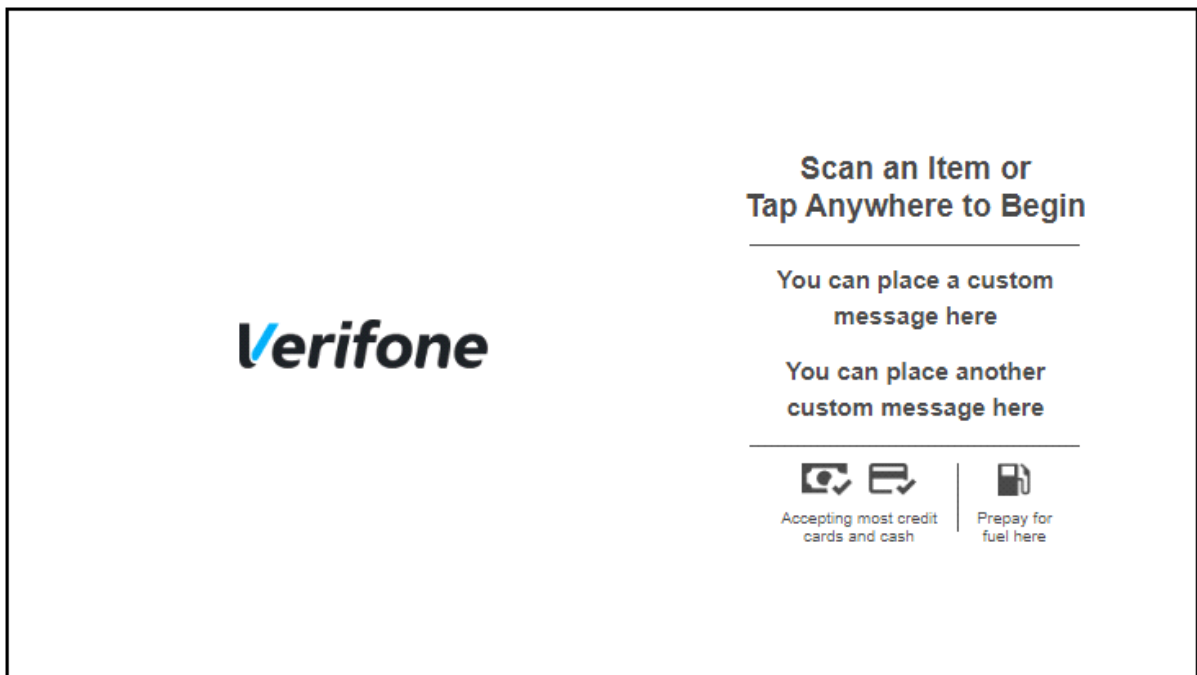 Verifone
Scan an Item or
Tap Anywhere to Begin
You can place a custom
message here
You can place another
custom message here
Accepting most credit
cards and cash
Prepay for
fuel here